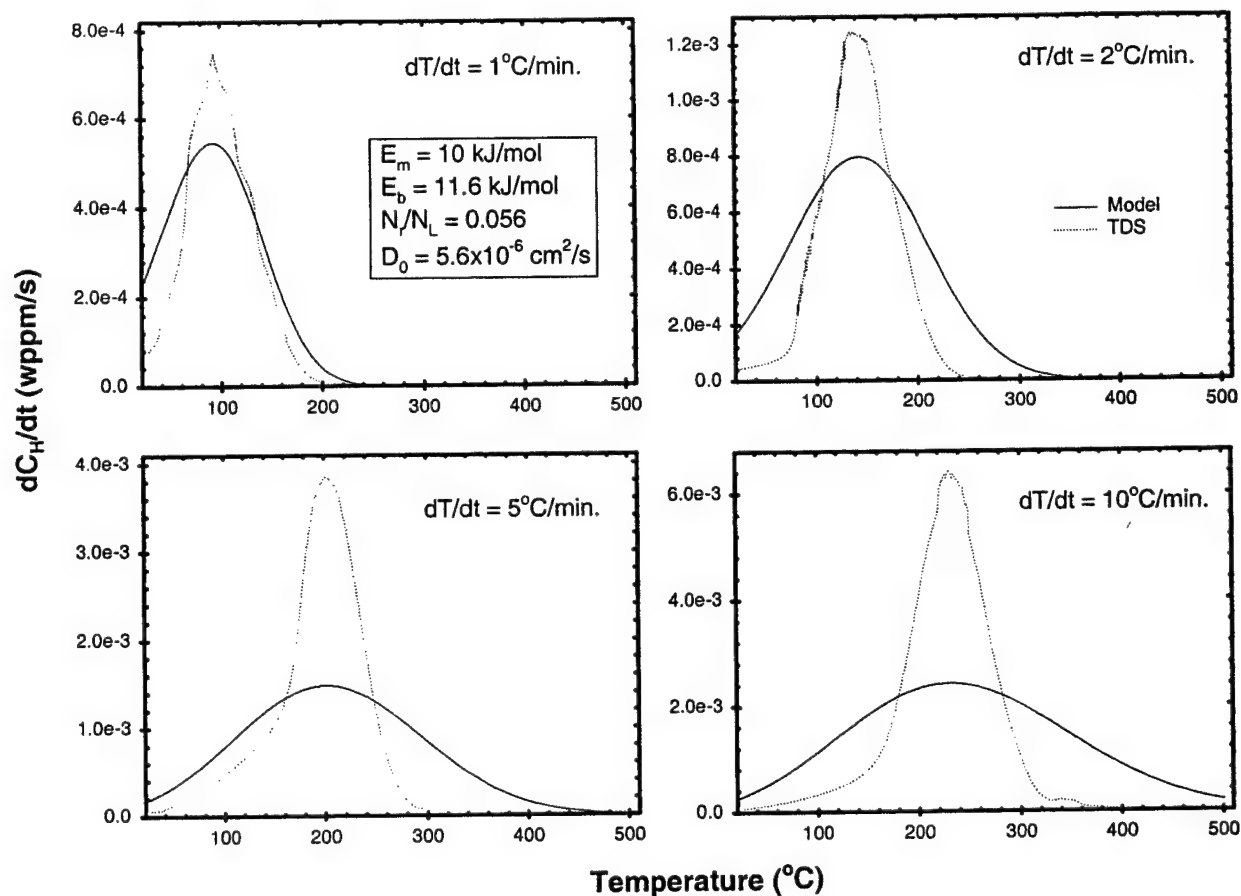 8.0e-4
6.0e-4
4.0e-4
2.0e-4
0.0
dT/dt = 1°C/min.
E_m = 10 kJ/mol
E_b = 11.6 kJ/mol
N_r/N_L = 0.056
D_0 = 5.6x10^-6 cm^2/s
100 200 300 400 500
1.2e-3
1.0e-3
8.0e-4
6.0e-4
4.0e-4
2.0e-4
0.0
dT/dt = 2°C/min.
Model
TDS
100 200 300 400 500
dC_H/dt (wppm/s)
4.0e-3
3.0e-3
2.0e-3
1.0e-3
0.0
dT/dt = 5°C/min.
100 200 300 400 500
6.0e-3
4.0e-3
2.0e-3
0.0
dT/dt = 10°C/min.
100 200 300 400 500
Temperature (°C)